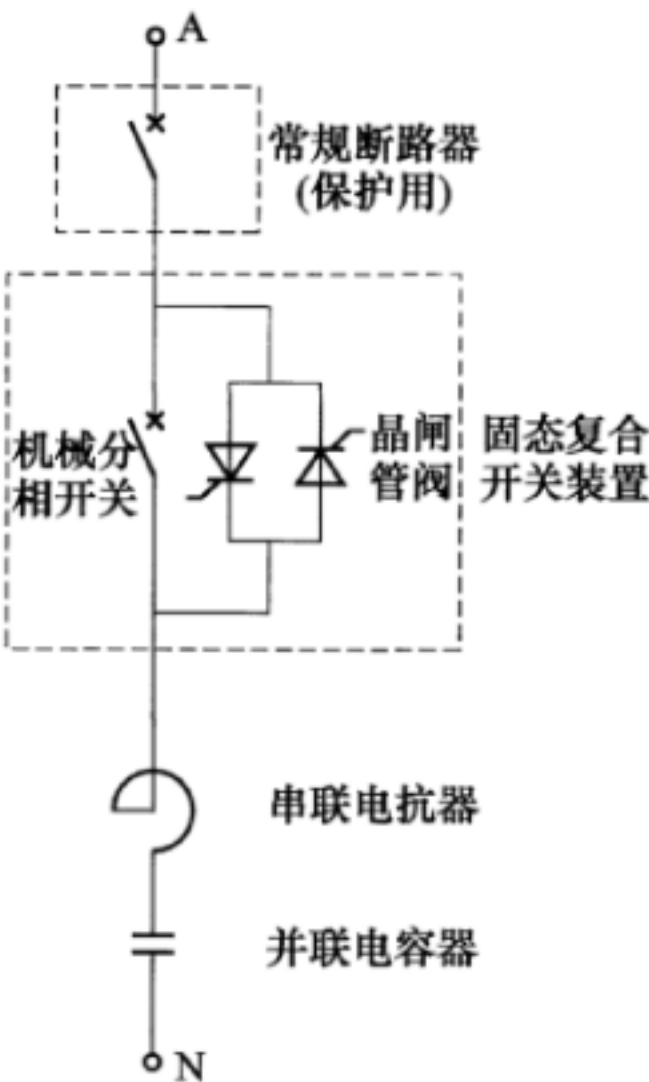 A
常规断路器
(保护用)
机械分
相开关
晶闸
管阀
固态复合
开关装置
串联电抗器
并联电容器
N